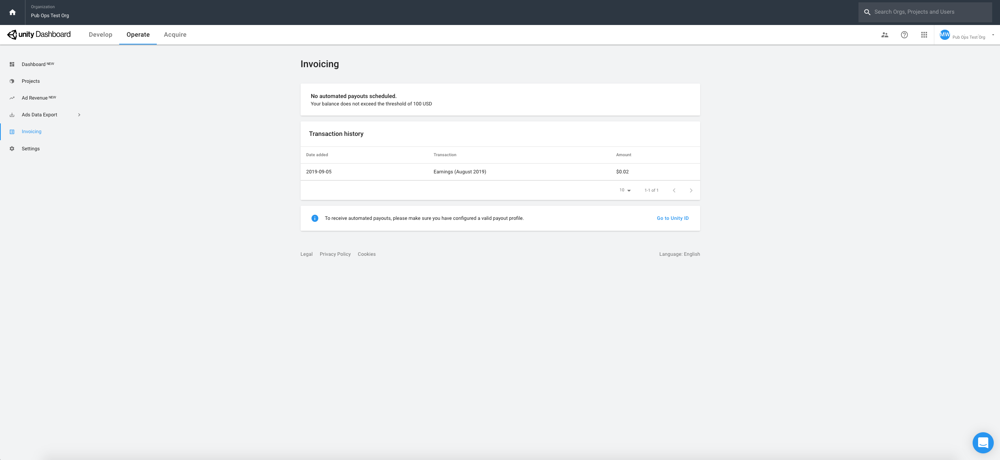 Organization
Pub Ops Test Org
Search Orgs, Projects and Users
unity Dashboard
Develop
Operate
Acquire
MW
Pub Ops Test Org
Dashboard NEW
Projects
Ad Revenue NEW
Ads Data Export
Invoicing
Settings
Invoicing
No automated payouts scheduled.
Your balance does not exceed the threshold of 100 USD
Transaction history
Date added Transaction Amount
2019-09-05 Earnings (August 2019) $0.02
10 1-1 of 1
To receive automated payouts, please make sure you have configured a valid payout profile. Go to Unity ID
Legal Privacy Policy Cookies Language: English